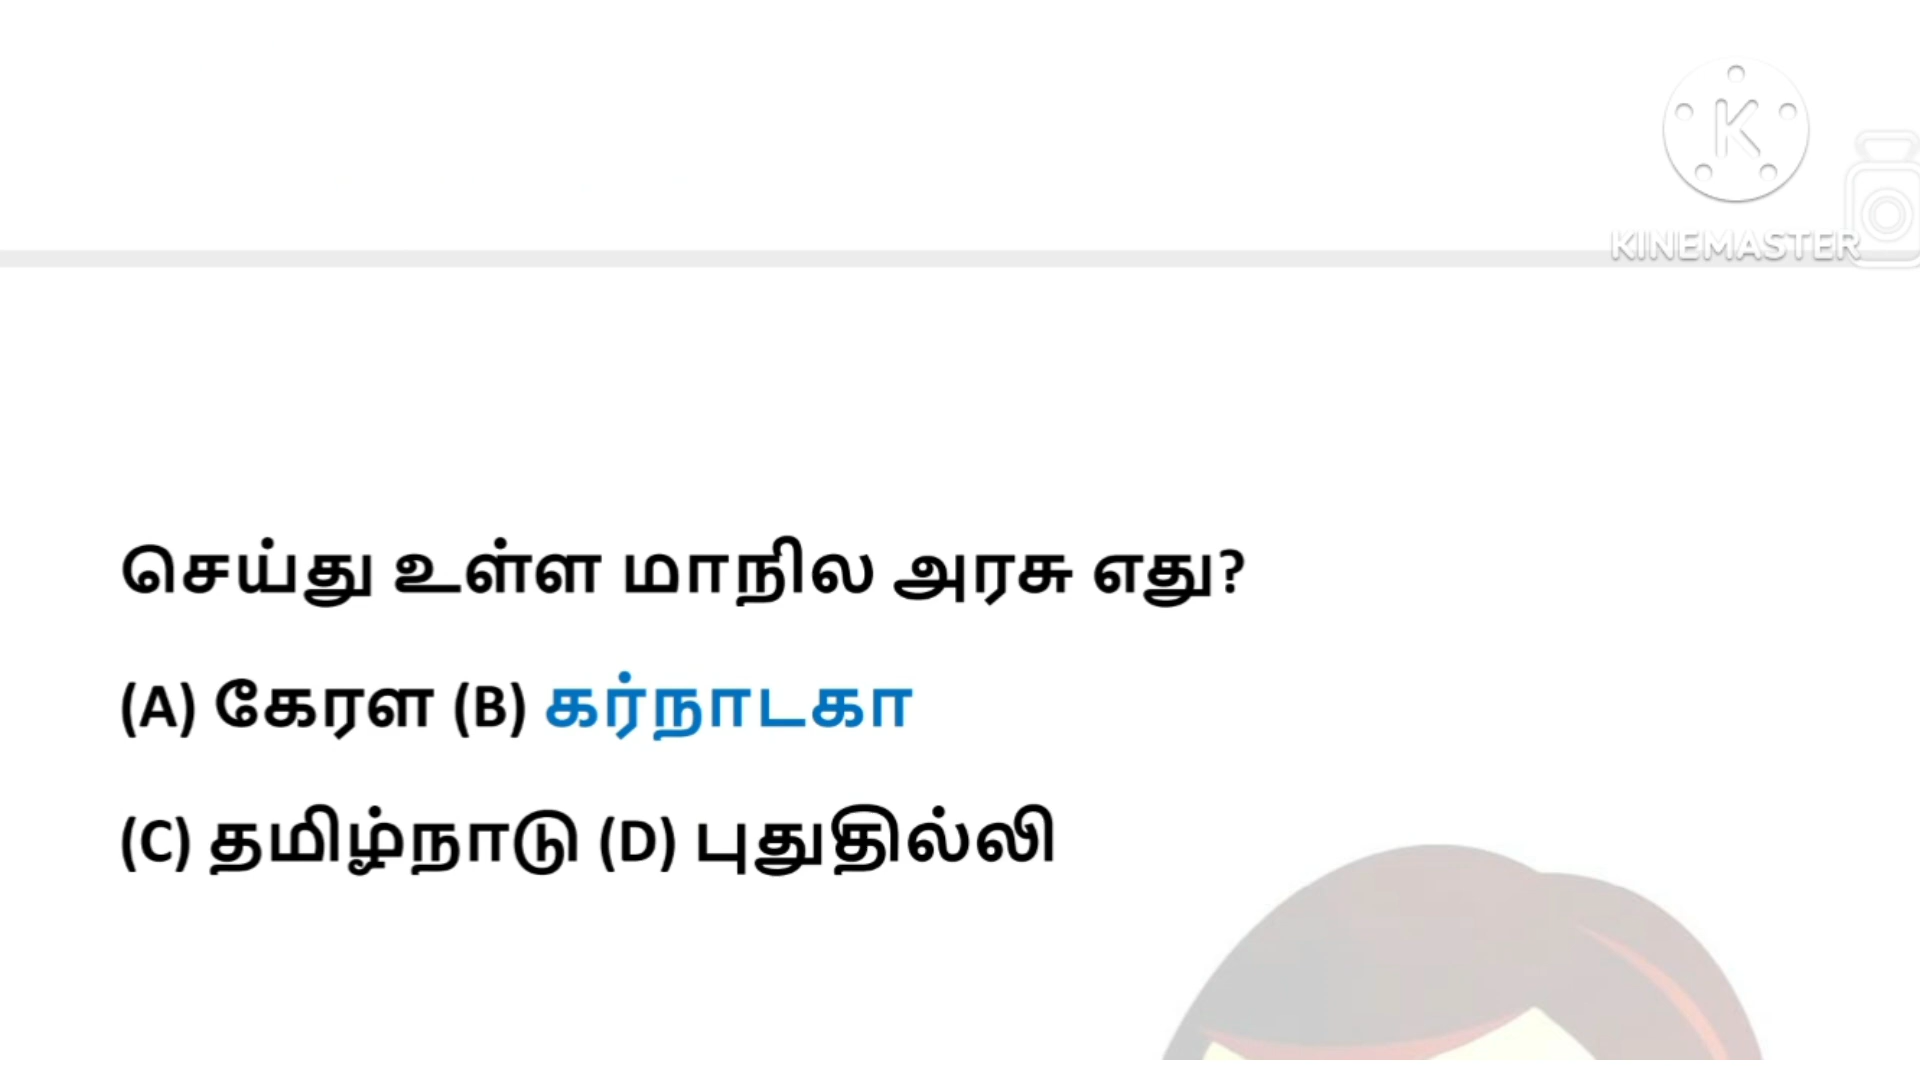 K
KINEMASTER
செய்து உள்ள மாநில அரசு எது?
(A) கேரள (B) கர்நாடகா
(C) தமிழ்நாடு (D) புதுதில்லி